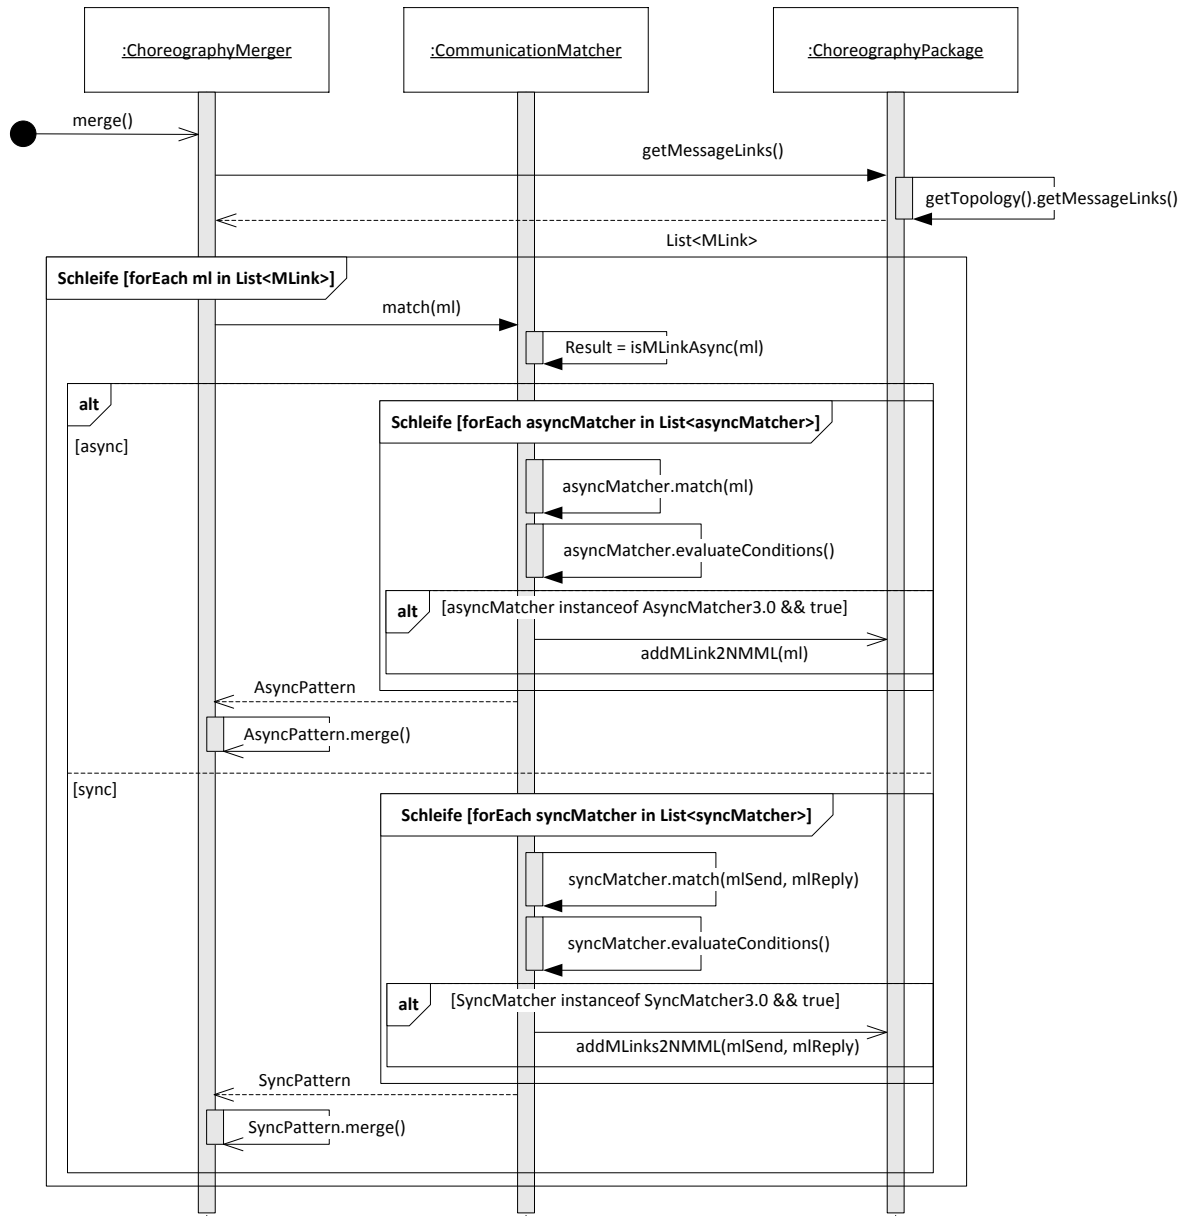 :ChoreographyMerger
:CommunicationMatcher
:ChoreographyPackage
merge()
getMessageLinks()
getTopology().getMessageLinks()
List<MLink>
Schleife [forEach ml in List<MLink>]
match(ml)
Result = isMLinkAsync(ml)
alt
[async]
Schleife [forEach asyncMatcher in List<asyncMatcher>]
asyncMatcher.match(ml)
asyncMatcher.evaluateConditions()
alt
[asyncMatcher instanceof AsyncMatcher3.0 && true]
addMLink2NMML(ml)
AsyncPattern
AsyncPattern.merge()
[sync]
Schleife [forEach syncMatcher in List<syncMatcher>]
syncMatcher.match(mlSend, mlReply)
syncMatcher.evaluateConditions()
alt
[SyncMatcher instanceof SyncMatcher3.0 && true]
addMLinks2NMML(mlSend, mlReply)
SyncPattern
SyncPattern.merge()